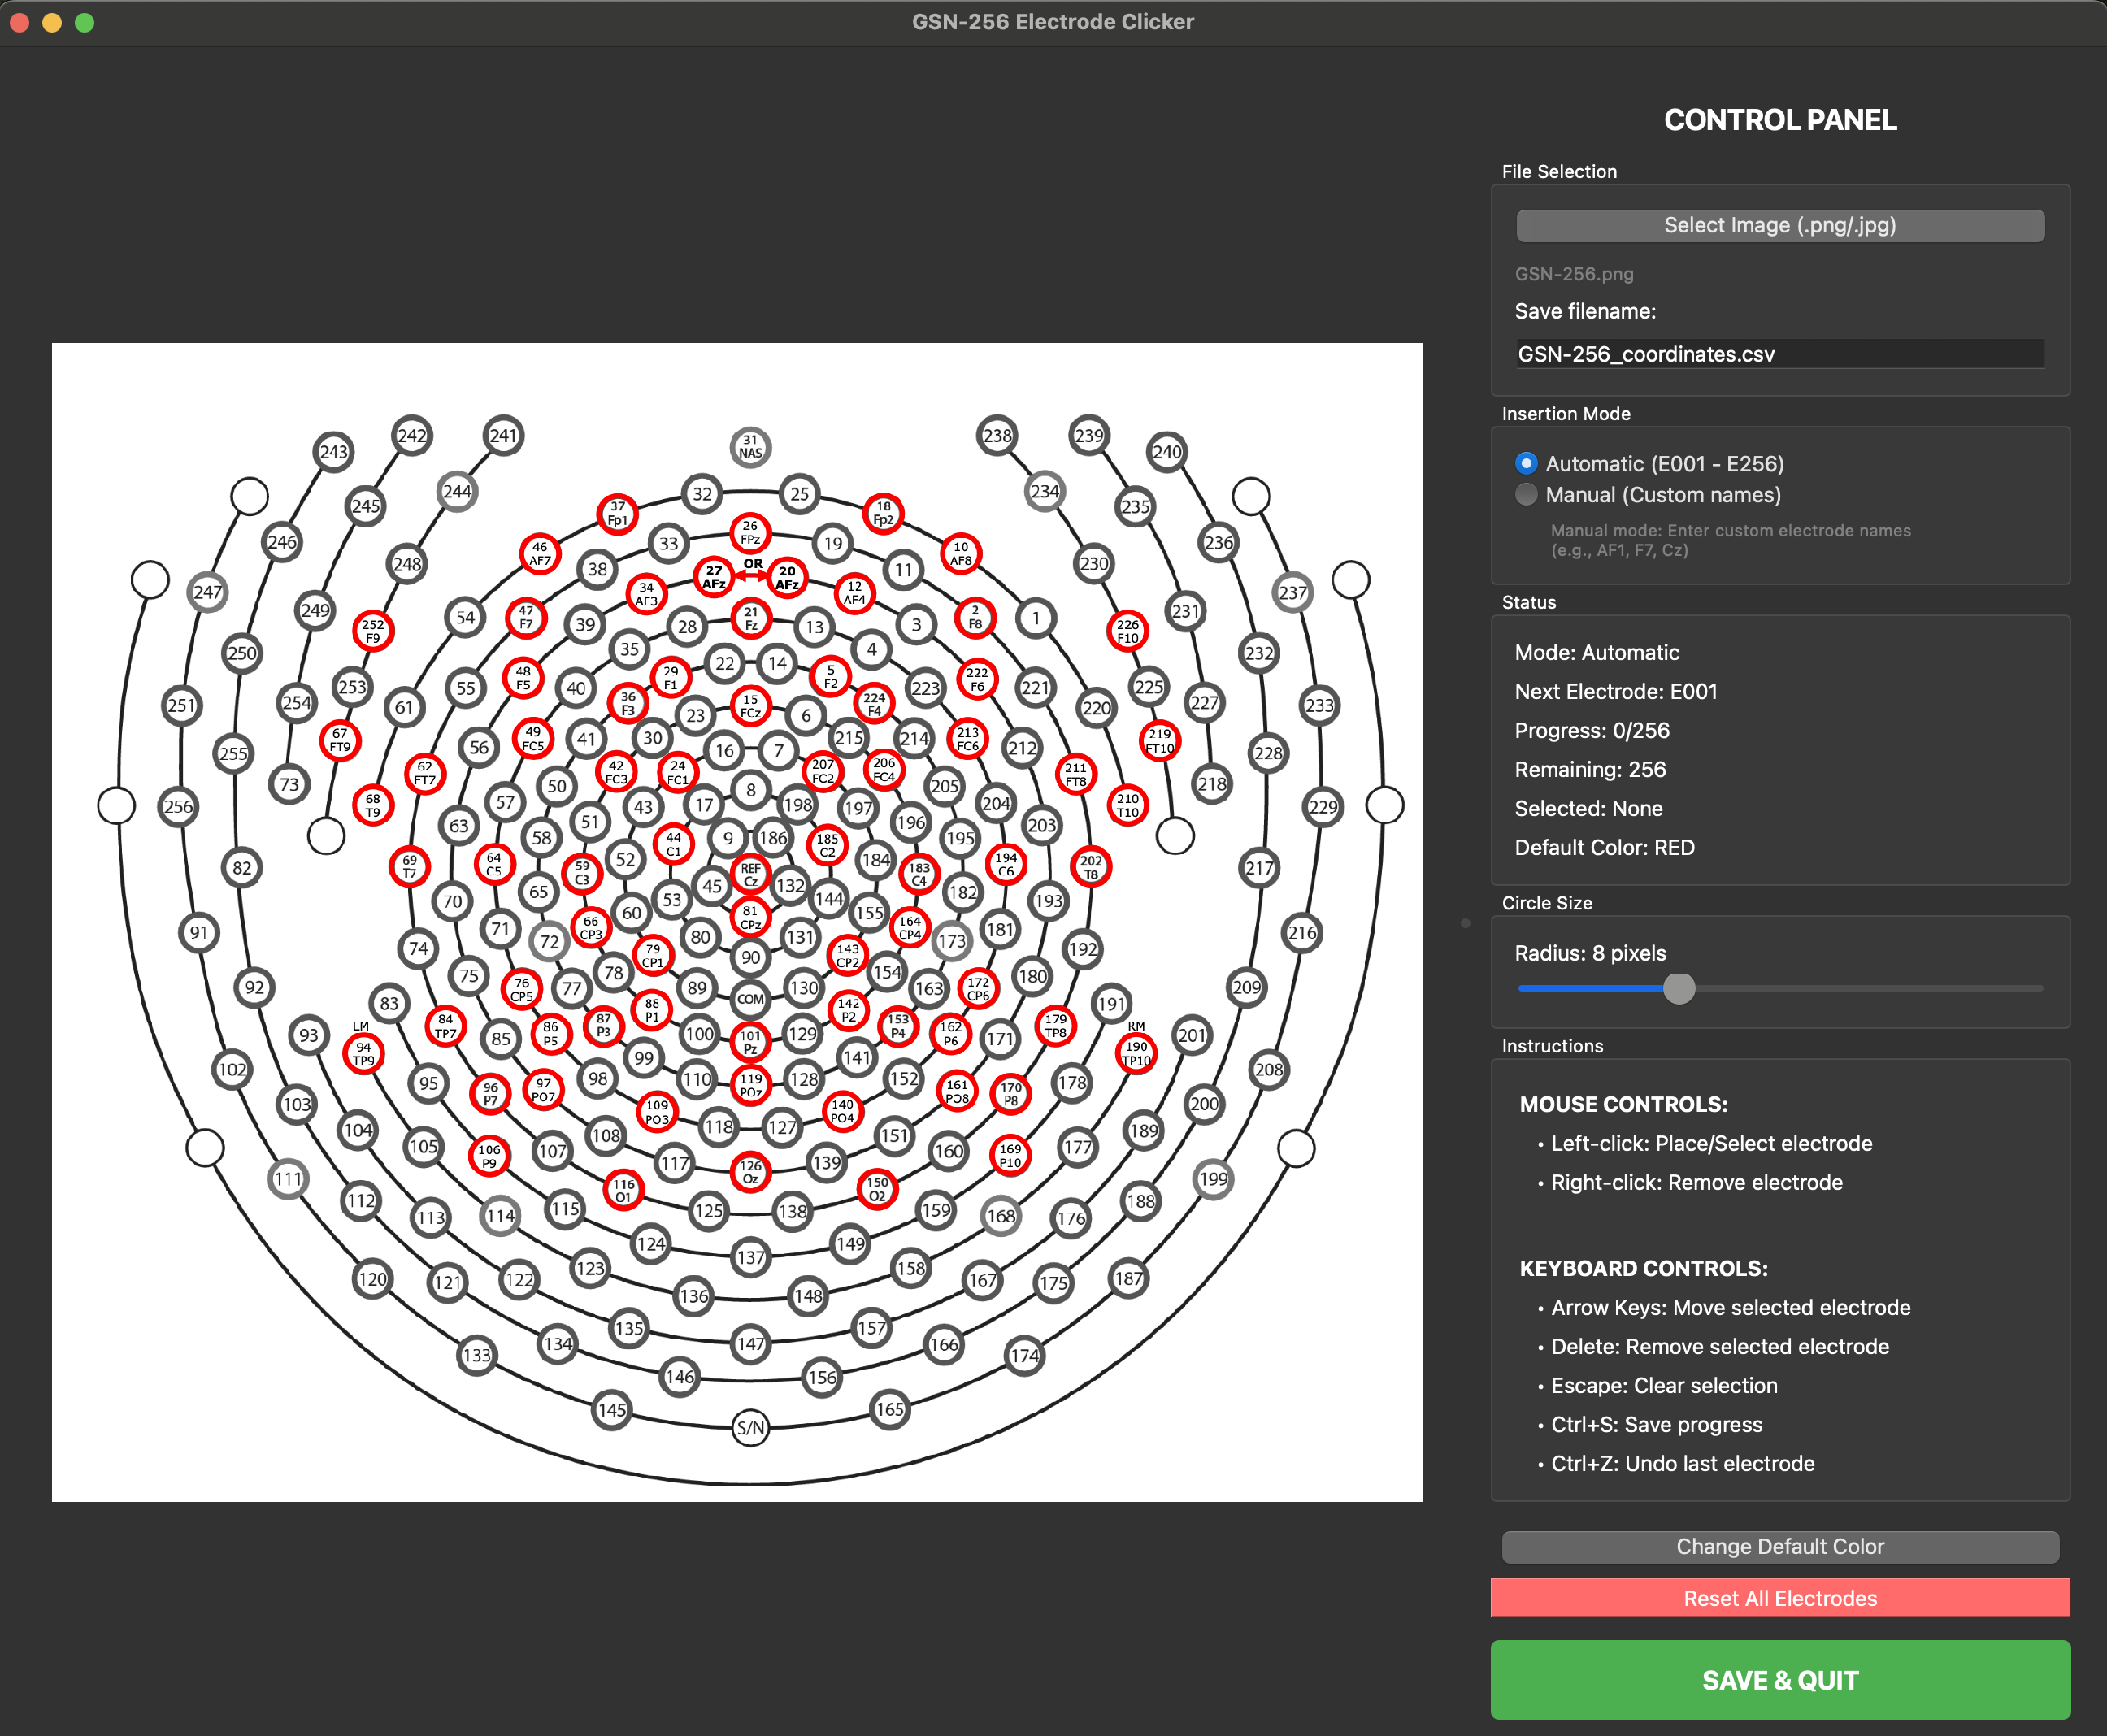 GSN-256 Electrode Clicker
243
242
241
31
NAS
238
239
240
244
32
25
234
245
37
Fp1
18
Fp2
235
246
33
26
FPz
19
236
46
AF7
10
AF8
248
38
27
AFz
OR
20
AFz
11
230
247
34
AF3
12
AF4
237
249
54
47
F7
39
28
21
Fz
13
3
2
F8
1
231
252
F9
226
F10
250
35
22
14
4
232
253
55
48
F5
40
29
F1
5
F2
223
222
F6
221
225
251
254
61
36
F3
23
15
FCz
6
224
F4
220
227
233
67
FT9
56
49
FC5
41
30
16
7
215
214
213
FC6
212
219
FT10
255
228
73
62
FT7
50
42
FC3
24
FC1
8
207
FC2
206
FC4
205
211
FT8
218
256
68
T9
63
57
51
43
17
198
197
196
204
203
210
T10
229
58
44
C1
9
186
185
C2
195
82
69
T7
64
C5
59
C3
52
REF
Cz
184
183
C4
194
C6
202
T8
217
70
65
60
53
45
132
144
155
182
193
91
74
71
72
66
CP3
80
81
CPz
131
164
CP4
173
181
192
216
92
75
76
CP5
77
78
79
CP1
90
143
CP2
154
163
172
CP6
180
209
83
89
COM
130
191
93
LM
94
TP9
84
TP7
85
86
P5
87
P3
88
P1
100
101
Pz
129
142
P2
153
P4
162
P6
171
179
TP8
RM
190
TP10
201
102
95
96
P7
97
PO7
98
99
110
119
POz
128
141
152
161
PO8
170
P8
178
208
103
104
109
PO3
118
127
140
PO4
189
200
105
106
P9
107
108
117
126
Oz
139
151
160
169
P10
177
111
112
113
114
115
116
O1
125
138
150
O2
159
168
176
188
199
124
137
149
120
121
122
123
136
148
158
167
175
187
133
134
135
147
157
166
174
146
156
145
S/N
165
CONTROL PANEL
File Selection
Select Image (.png/.jpg)
GSN-256.png
Save filename:
GSN-256_coordinates.csv
Insertion Mode
Automatic (E001 - E256)
Manual (Custom names)
Manual mode: Enter custom electrode names
(e.g., AF1, F7, Cz)
Status
Mode: Automatic
Next Electrode: E001
Progress: 0/256
Remaining: 256
Selected: None
Default Color: RED
Circle Size
Radius: 8 pixels
Instructions
MOUSE CONTROLS:
• Left-click: Place/Select electrode
• Right-click: Remove electrode
KEYBOARD CONTROLS:
• Arrow Keys: Move selected electrode
• Delete: Remove selected electrode
• Escape: Clear selection
• Ctrl+S: Save progress
• Ctrl+Z: Undo last electrode
Change Default Color
Reset All Electrodes
SAVE & QUIT